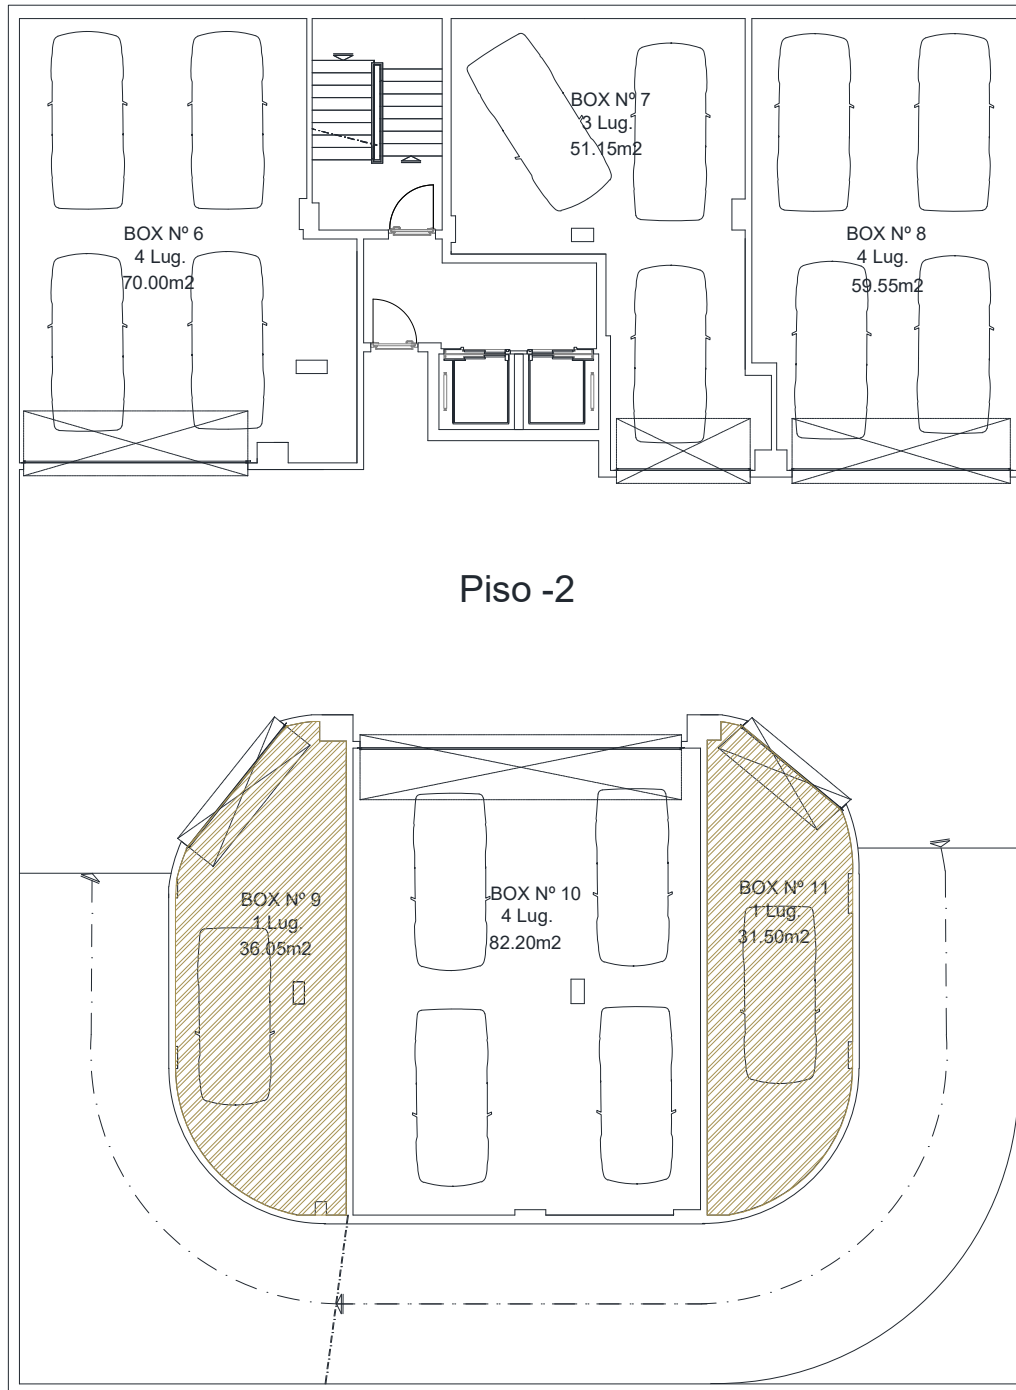 BOX Nº 7
3 Lug.
51.15m2
BOX Nº 6
4 Lug.
70.00m2
BOX Nº 8
4 Lug.
59.55m2
Piso -2
BOX Nº 9
1 Lug.
36.05m2
BOX Nº 10
4 Lug.
82.20m2
BOX Nº 11
1 Lug.
31.50m2